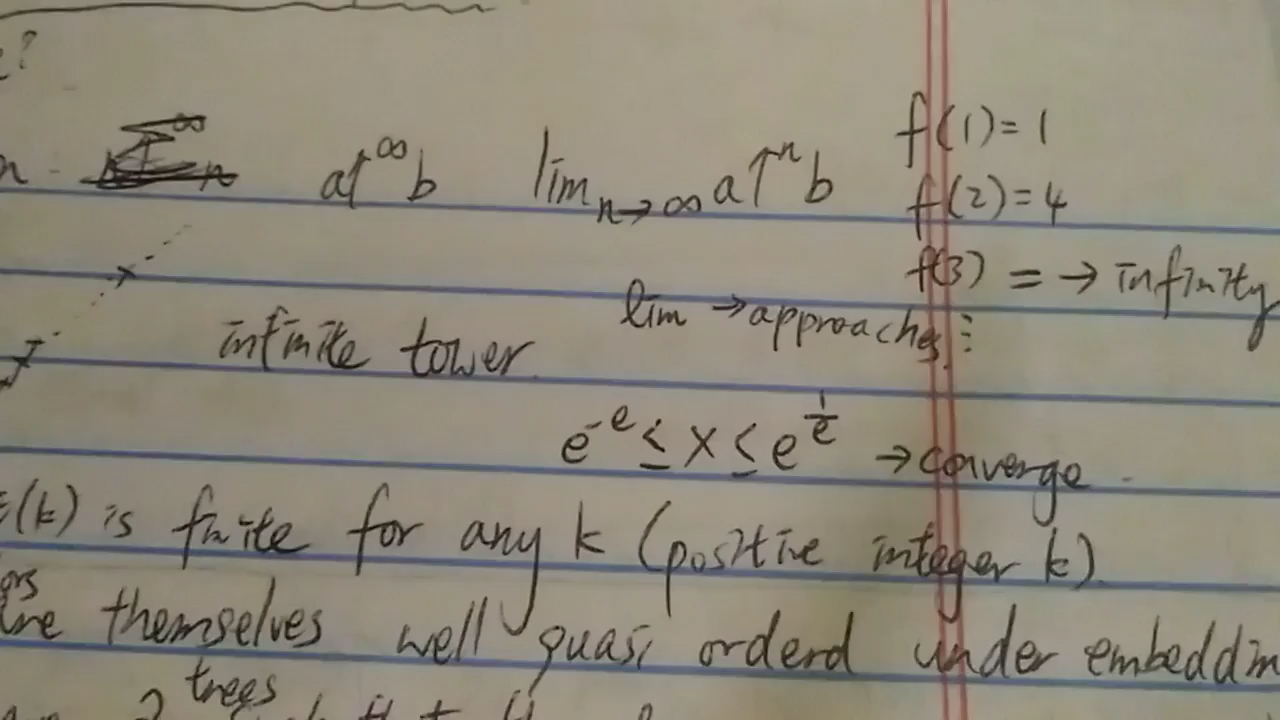 a↑^∞ b lim_{n→∞} a↑^n b f(1)=1
f(2)=4
f(3) = → infinity
lim → approaches ⋮
infinite tower
e^{-e} ≤ x ≤ e^{1/e} → converge
(k) is finite for any k (positive integer k).
themselves well quasi orderd under embeddin
trees